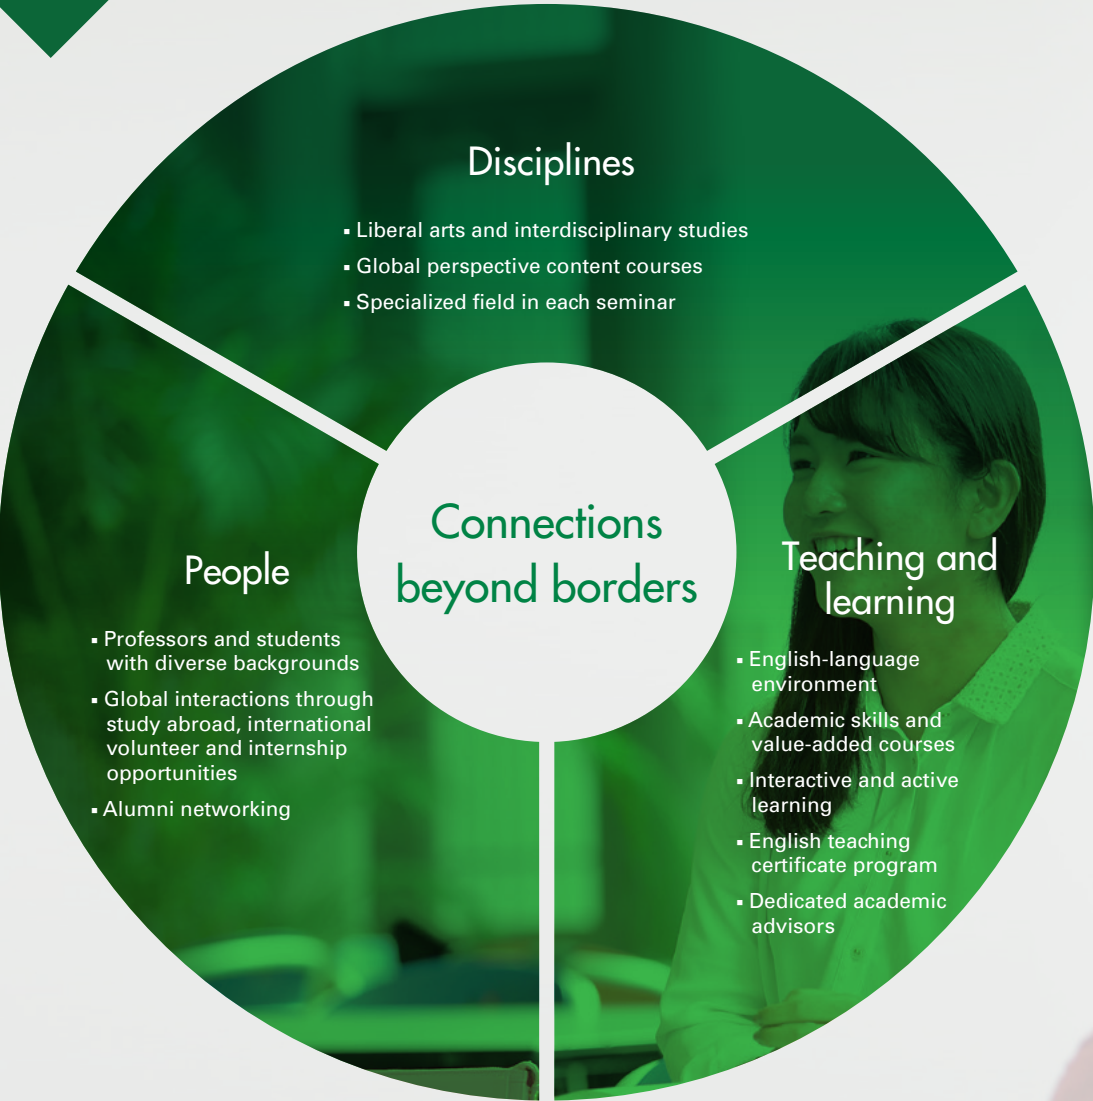 Disciplines
▪ Liberal arts and interdisciplinary studies
▪ Global perspective content courses
▪ Specialized field in each seminar
Connections
beyond borders
People
▪ Professors and students
with diverse backgrounds
▪ Global interactions through
study abroad, international
volunteer and internship
opportunities
▪ Alumni networking
Teaching and
learning
▪ English-language
environment
▪ Academic skills and
value-added courses
▪ Interactive and active
learning
▪ English teaching
certificate program
▪ Dedicated academic
advisors